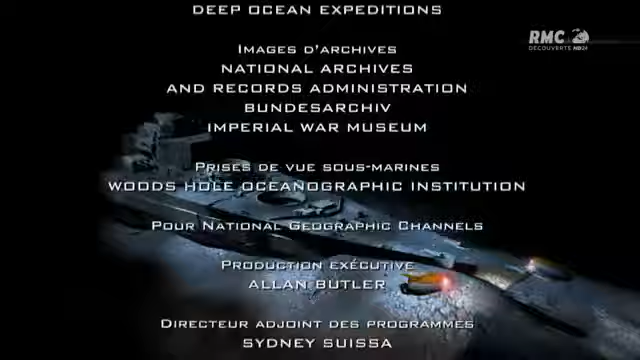 DEEP OCEAN EXPEDITIONS
RMC
DÉCOUVERTE HD24
IMAGES D'ARCHIVES
NATIONAL ARCHIVES
AND RECORDS ADMINISTRATION
BUNDESARCHIV
IMPERIAL WAR MUSEUM
PRISES DE VUE SOUS-MARINES
WOODS HOLE OCEANOGRAPHIC INSTITUTION
POUR NATIONAL GEOGRAPHIC CHANNELS
PRODUCTION EXÉCUTIVE
ALLAN BUTLER
DIRECTEUR ADJOINT DES PROGRAMMES
SYDNEY SUISSA